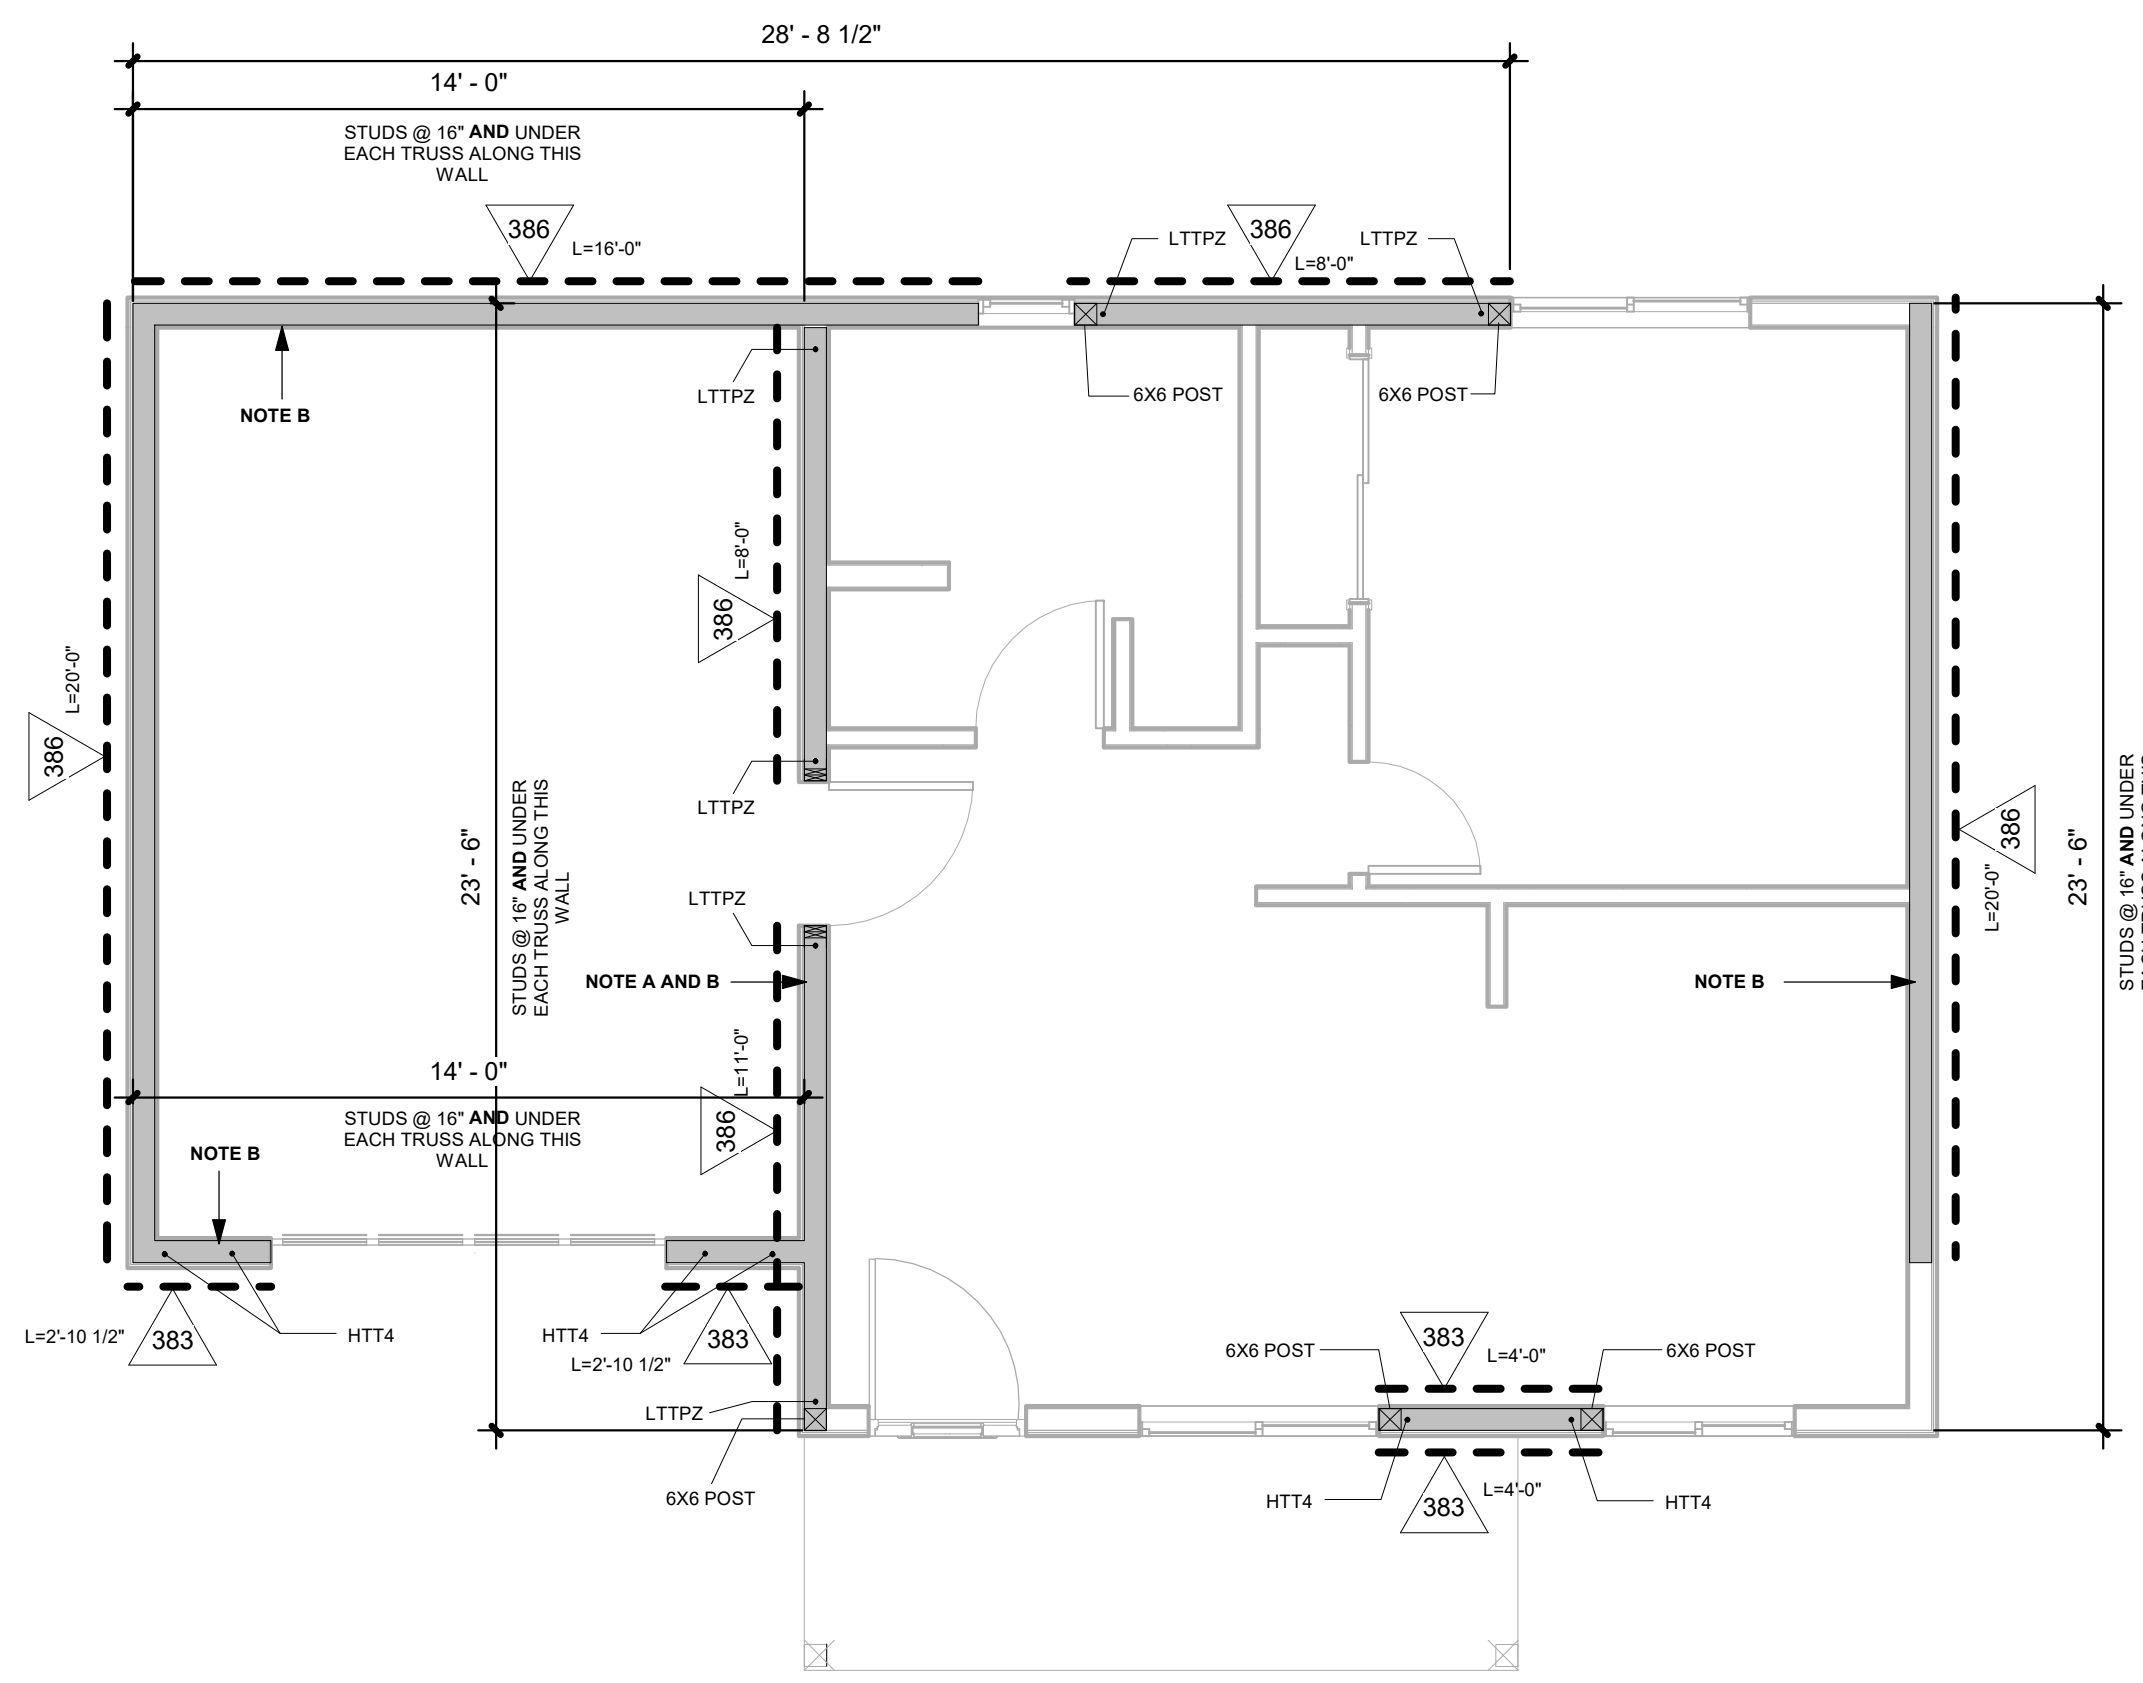 28' - 8 1/2"
14' - 0"
STUDS @ 16" AND UNDER
EACH TRUSS ALONG THIS
WALL
386
L=16'-0"
386
L=8'-0"
LTTPZ
LTTPZ
NOTE B
LTTPZ
6X6 POST
6X6 POST
L=8'-0"
386
L=20'-0"
386
LTTPZ
23' - 6"
STUDS @ 16" AND UNDER
EACH TRUSS ALONG THIS
WALL
LTTPZ
NOTE A AND B
NOTE B
386
L=20'-0"
23' - 6"
STUDS @ 16" AND UNDER
14' - 0"
L=11'-0"
386
STUDS @ 16" AND UNDER
EACH TRUSS ALONG THIS
WALL
NOTE B
L=2'-10 1/2"
383
HTT4
HTT4
L=2'-10 1/2"
383
LTTPZ
6X6 POST
6X6 POST
383
L=4'-0"
6X6 POST
HTT4
383
L=4'-0"
HTT4